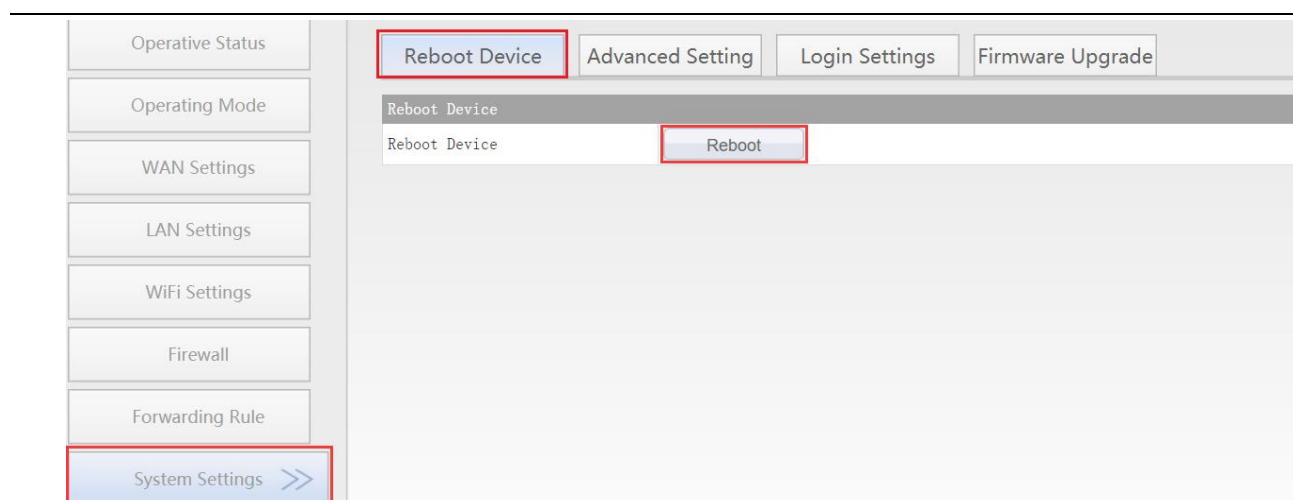 Operative Status
Operating Mode
WAN Settings
LAN Settings
WiFi Settings
Firewall
Forwarding Rule
System Settings >>
Reboot Device Advanced Setting Login Settings Firmware Upgrade
Reboot Device
Reboot Device Reboot